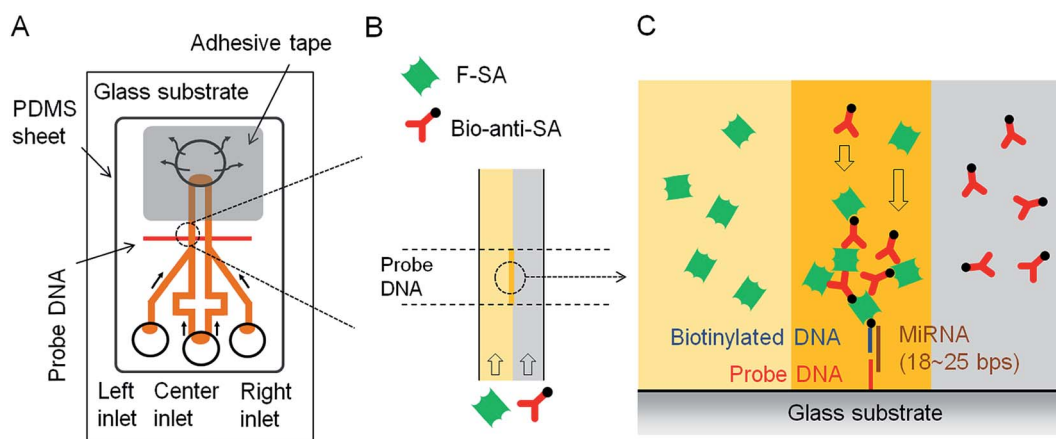 A
Adhesive tape
Glass substrate
PDMS
sheet
Probe DNA
Left
inlet
Center
inlet
Right
inlet
B
F-SA
Bio-anti-SA
Probe
DNA
C
Biotinylated DNA
MiRNA
(18~25 bps)
Probe DNA
Glass substrate